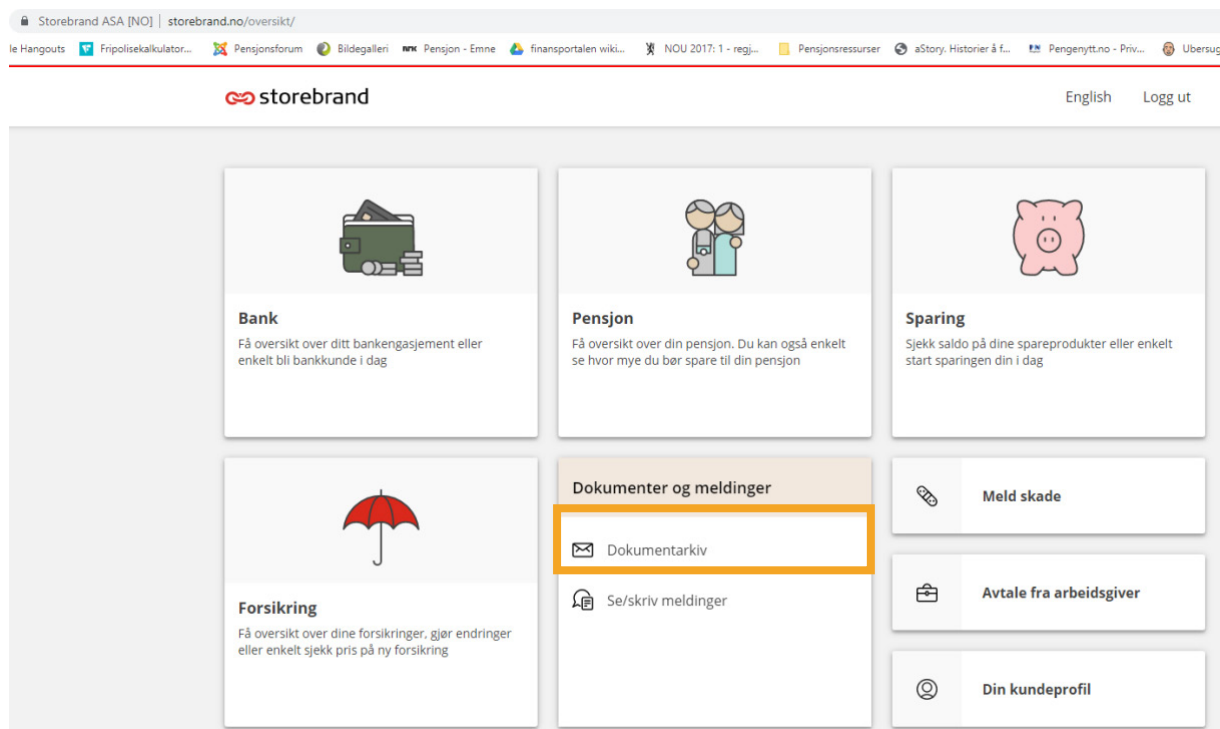 Storebrand ASA [NO] | storebrand.no/oversikt/
le Hangouts Fripolisekalkulator... Pensjonsforum Bildegalleri NRK Pensjon - Emne finansportalen wiki... NOU 2017: 1 - regj... Pensjonsressurser aStory. Historier å f... Pengenytt.no - Priv... Ubersug
storebrand English Logg ut
Bank
Få oversikt over ditt bankengasjement eller
enkelt bli bankkunde i dag
Pensjon
Få oversikt over din pensjon. Du kan også enkelt
se hvor mye du bør spare til din pensjon
Sparing
Sjekk saldo på dine spareprodukter eller enkelt
start sparingen din i dag
Forsikring
Få oversikt over dine forsikringer, gjør endringer
eller enkelt sjekk pris på ny forsikring
Dokumenter og meldinger
Dokumentarkiv
Se/skriv meldinger
Meld skade
Avtale fra arbeidsgiver
Din kundeprofil